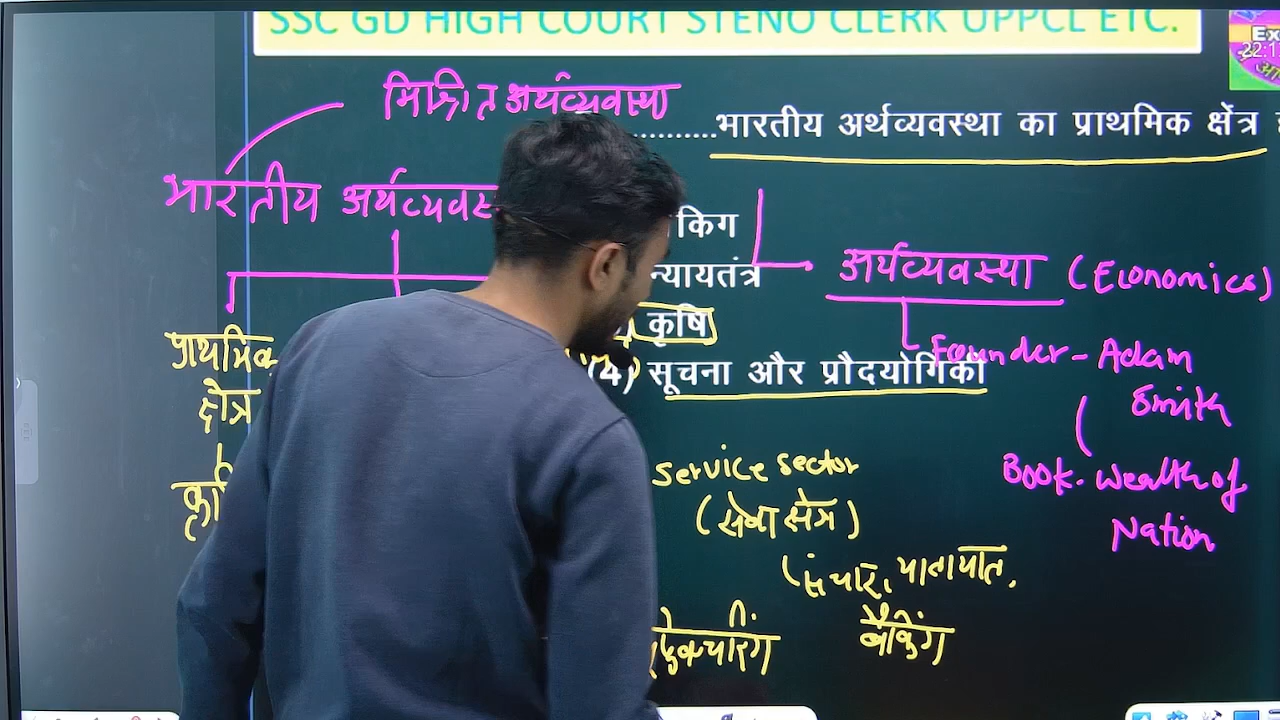 SSC GD HIGH COURT STENO CLERK UPPCL ETC.
Ex
मिश्रित अर्थव्यवस्था
............भारतीय अर्थव्यवस्था का प्राथमिक क्षेंत्र
भारतीय अर्थव्यवस
किग
न्यायतंत्र
अर्थव्यवस्था (Economics)
कृषि
प्राथमिक
क्षेत्र
Founder - Adam
Smith
(4) सूचना और प्रौदयोगिकी
service sector
(सेवा क्षेत्र)
Book - Wealth of
Nation
(संचार, यातायात,
बैंकिंग